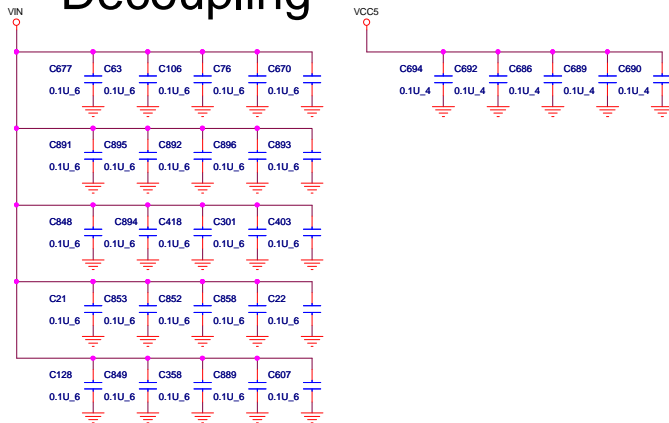 Decoupling
VIN
VCC5
C677 C63 C106 C76 C670
0.1U_6 0.1U_6 0.1U_6 0.1U_6 0.1U_6
C694 C692 C686 C689 C690
0.1U_4 0.1U_4 0.1U_4 0.1U_4 0.1U_4
C891 C895 C892 C896 C893
0.1U_6 0.1U_6 0.1U_6 0.1U_6 0.1U_6
C848 C894 C418 C301 C403
0.1U_6 0.1U_6 0.1U_6 0.1U_6 0.1U_6
C21 C853 C852 C858 C22
0.1U_6 0.1U_6 0.1U_6 0.1U_6 0.1U_6
C128 C849 C358 C889 C607
0.1U_6 0.1U_6 0.1U_6 0.1U_6 0.1U_6